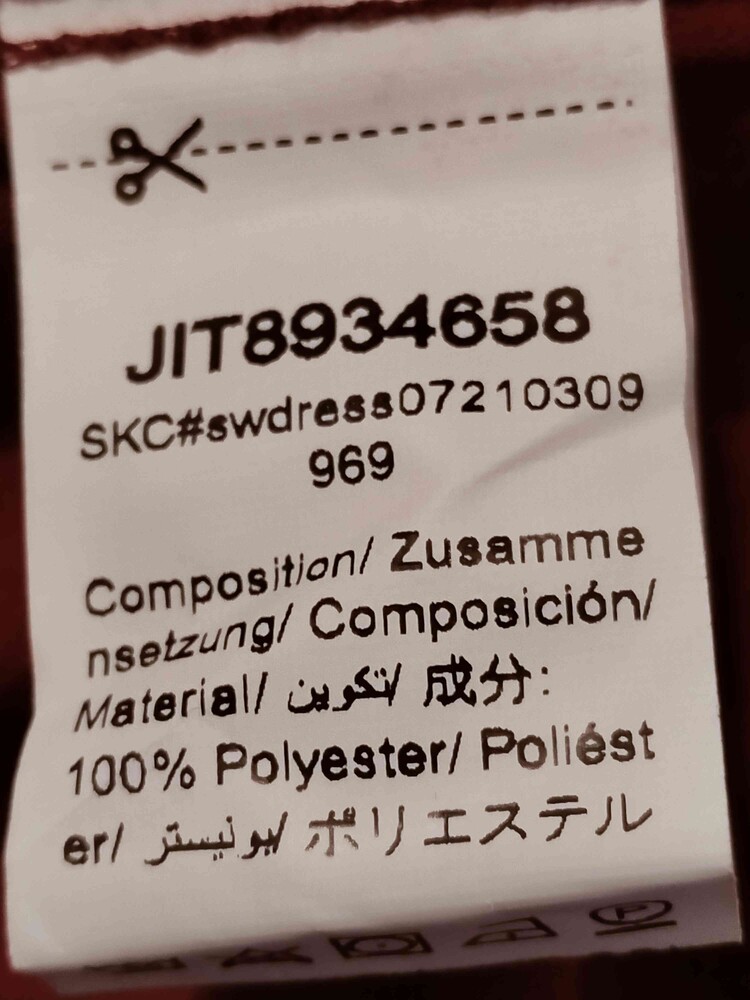 JIT8934658
SKC#swdress07210309
969
Composition/ Zusamme
nsetzung/ Composición/
Material/ تكوين/ 成分:
100% Polyester/ Poliést
er/ بونيستر/ ポリエステル